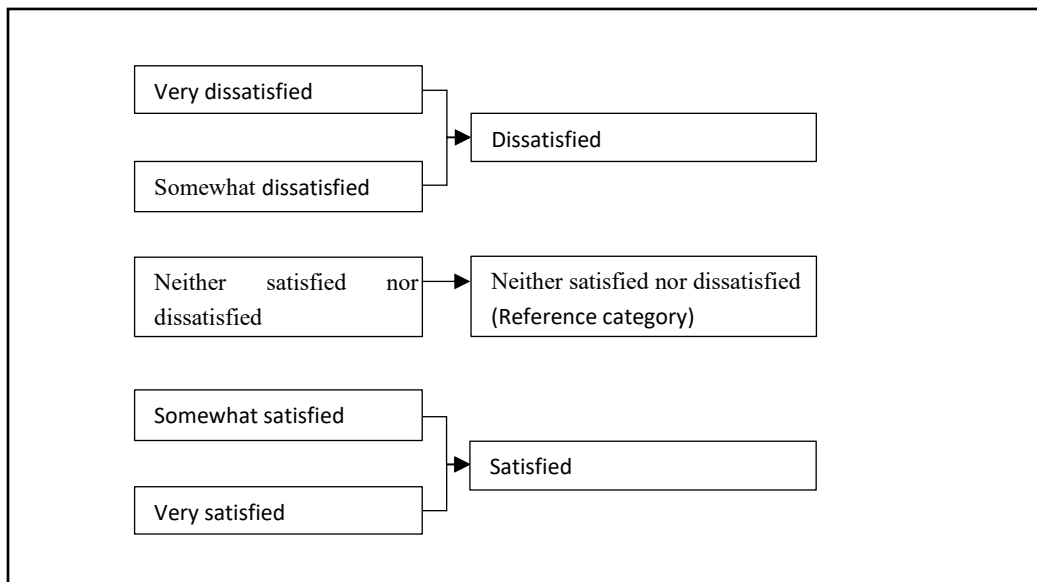 Very dissatisfied
Dissatisfied
Somewhat dissatisfied
Neither satisfied nor
dissatisfied
Neither satisfied nor dissatisfied
(Reference category)
Somewhat satisfied
Satisfied
Very satisfied